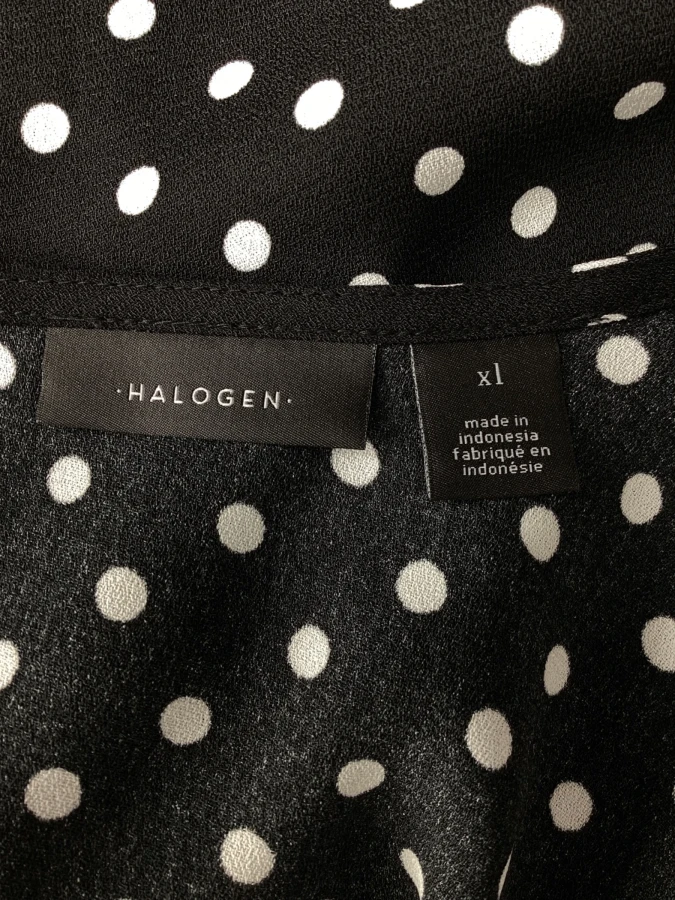 ·HALOGEN·
xl
made in
indonesia
fabriqué en
indonésie